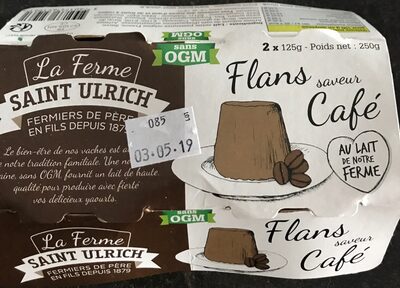 sans
OGM
2 x 125g - Poids net : 250g
La Ferme
SAINT ULRICH
FERMIERS DE PÈRE
EN FILS DEPUIS 1879
085
03.05.19
Le bien-être de nos vaches est au
notre tradition familiale. Une
sans OGM, fournit un lait de haute
qualité pour produire avec fierté
vos délicieux yaourts.
Flans
saveur
Café
AU LAIT
DE NOTRE
FERME
La Ferme
SAINT ULRICH
FERMIERS DE PÈRE
EN FILS DEPUIS 1879
sans
OGM
Flans
saveur
Café